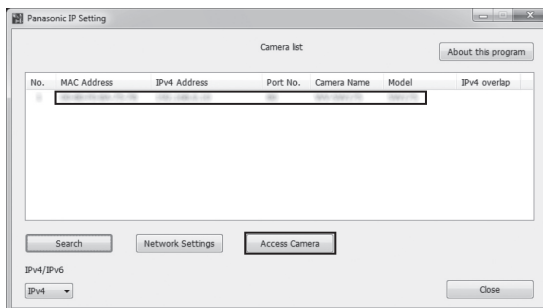 Panasonic IP Setting
Camera list
About this program
No. MAC Address IPv4 Address Port No. Camera Name Model IPv4 overlap
Search Network Settings Access Camera
IPv4/IPv6
IPv4 Close